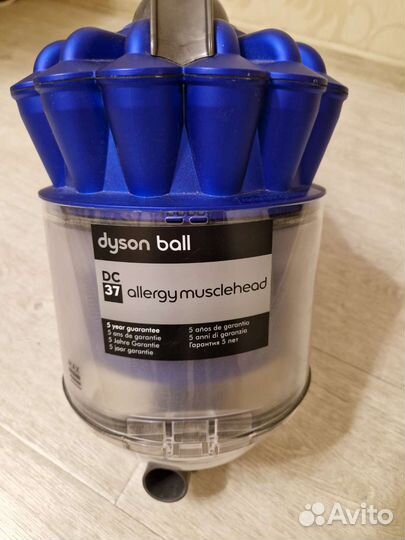 dyson ball
DC
37 allergy musclehead
5 year guarantee
5 ans de garantie
5 Jahre Garantie
5 jaar garantie
5 años de garantía
5 anni di garanzia
Гарантия 5 лет
MAX
Avito